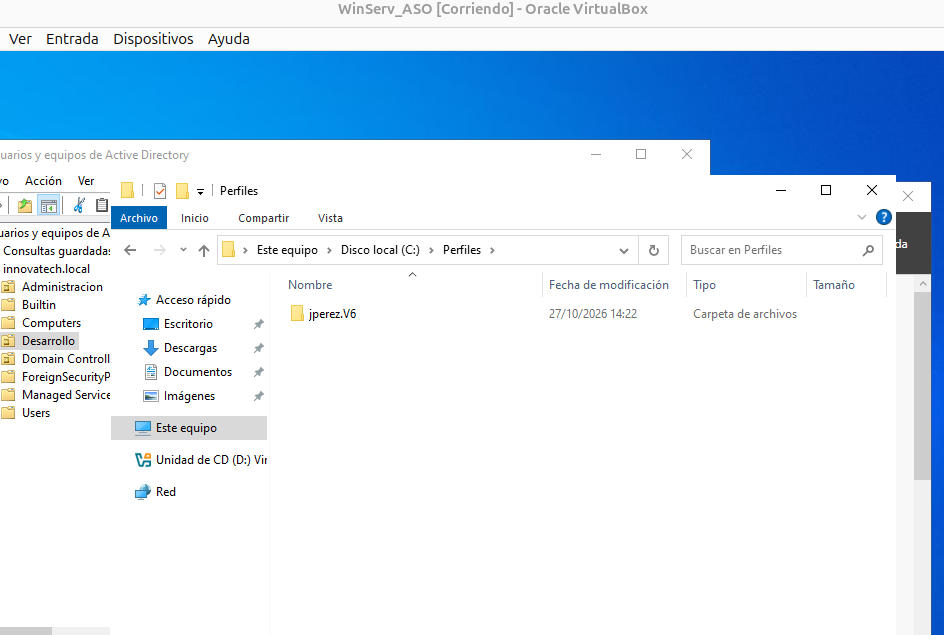 WinServ_ASO [Corriendo] - Oracle VirtualBox
Ver Entrada Dispositivos Ayuda
uarios y equipos de Active Directory
vo Acción Ver
Perfiles
Archivo Inicio Compartir Vista
uarios y equipos de A
Consultas guardadas
innovatech.local
Administracion
Builtin
Computers
Desarrollo
Domain Controll
ForeignSecurityP
Managed Service
Users
Este equipo Disco local (C:) Perfiles
Buscar en Perfiles
da
Nombre Fecha de modificación Tipo Tamaño
jperez.V6 27/10/2026 14:22 Carpeta de archivos
Acceso rápido
Escritorio
Descargas
Documentos
Imágenes
Este equipo
Unidad de CD (D:) Vir
Red